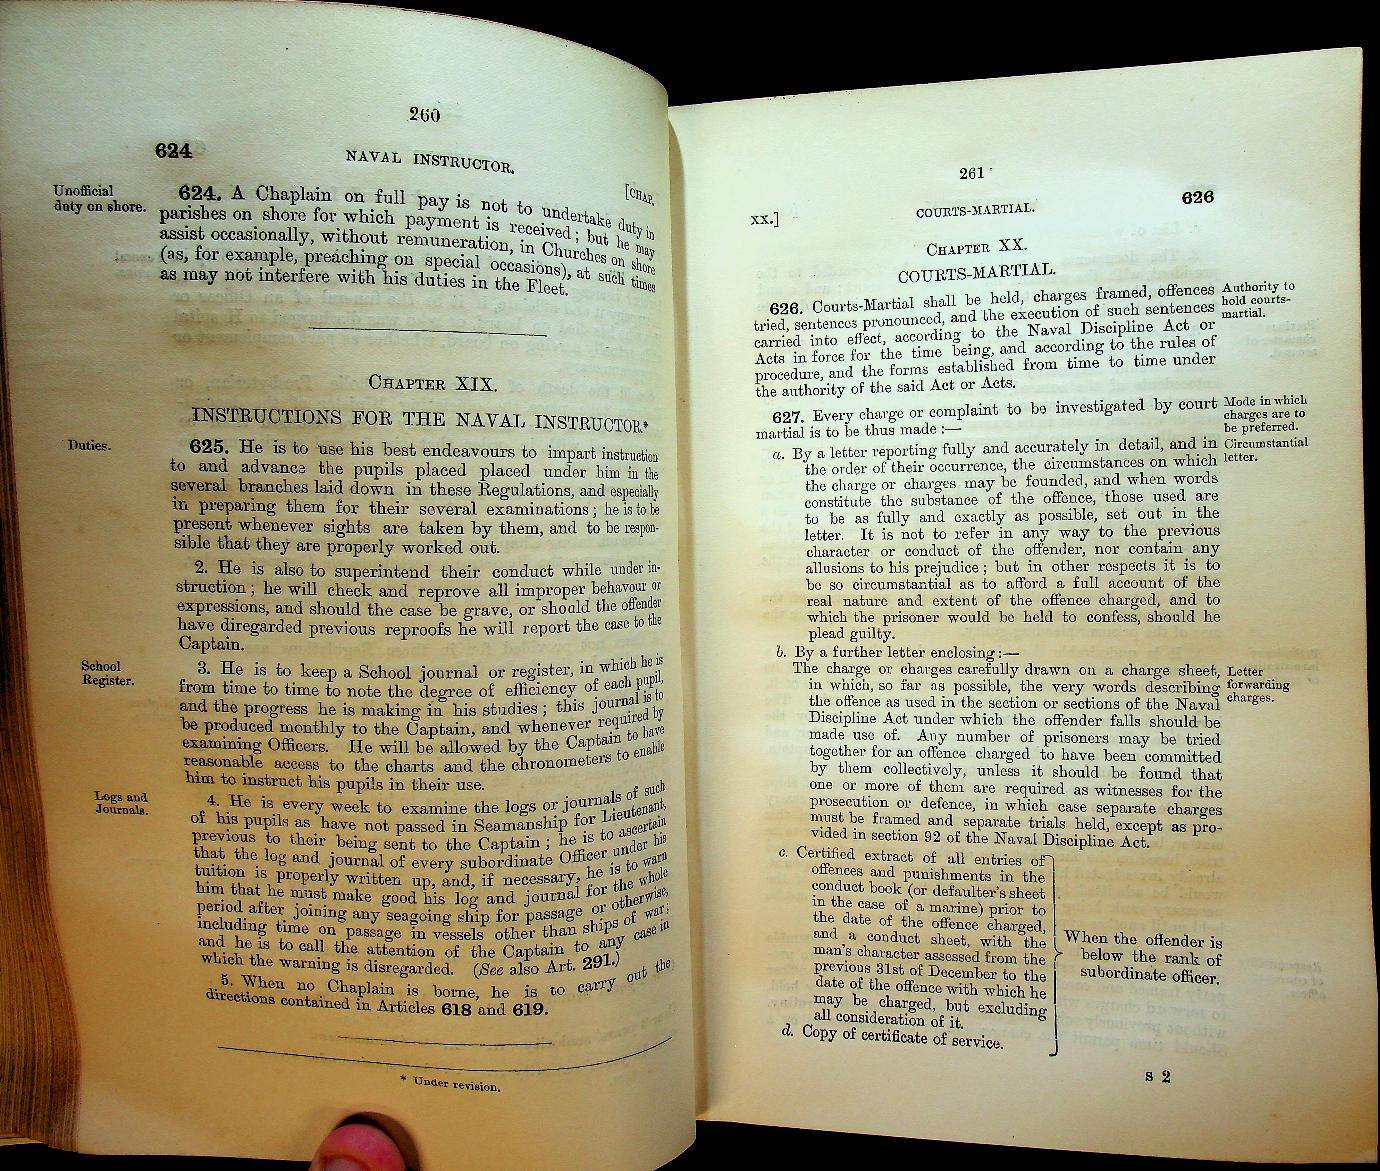 260
624
NAVAL INSTRUCTOR.
[CHAP.
Unofficial
duty on shore.
624. A Chaplain on full pay is not to undertake duty in
parishes on shore for which payment is received; but he may
assist occasionally, without remuneration, in Churches on shore
(as, for example, preaching on special occasions), at such times
as may not interfere with his duties in the Fleet.
CHAPTER XIX.
INSTRUCTIONS FOR THE NAVAL INSTRUCTOR.*
Duties.
625. He is to use his best endeavours to impart instruction
to and advance the pupils placed placed under him in the
several branches laid down in these Regulations, and especially
in preparing them for their several examinations; he is to be
present whenever sights are taken by them, and to be respon-
sible that they are properly worked out.
2. He is also to superintend their conduct while under in-
struction; he will check and reprove all improper behavour or
expressions, and should the case be grave, or should the offender
have diregarded previous reproofs he will report the case to the
Captain.
School
Register.
3. He is to keep a School journal or register, in which he is
from time to time to note the degree of efficiency of each pupil,
and the progress he is making in his studies; this journal is to
be produced monthly to the Captain, and whenever required by
examining Officers. He will be allowed by the Captain to have
reasonable access to the charts and the chronometers to enable
him to instruct his pupils in their use.
Logs and
Journals.
4. He is every week to examine the logs or journals of such
of his pupils as have not passed in Seamanship for Lieutenant,
previous to their being sent to the Captain; he is to ascertain
that the log and journal of every subordinate Officer under his
tuition is properly written up, and, if necessary, he is to warn
him that he must make good his log and journal for the whole
period after joining any seagoing ship for passage or otherwise,
including time on passage in vessels other than ships of war;
and he is to call the attention of the Captain to any case in
which the warning is disregarded. (See also Art. 291.)
5. When no Chaplain is borne, he is to carry out the
directions contained in Articles 618 and 619.
* Under revision.
261
626
XX.]
COURTS-MARTIAL.
CHAPTER XX.
COURTS-MARTIAL.
626. Courts-Martial shall be held, charges framed, offences
tried, sentences pronounced, and the execution of such sentences
carried into effect, according to the Naval Discipline Act or
Acts in force for the time being, and according to the rules of
procedure, and the forms established from time to time under
the authority of the said Act or Acts.
Authority to
hold courts-
martial.
627. Every charge or complaint to be investigated by court
martial is to be thus made:—
Mode in which
charges are to
be preferred.
a. By a letter reporting fully and accurately in detail, and in
the order of their occurrence, the circumstances on which
the charge or charges may be founded, and when words
constitute the substance of the offence, those used are
to be as fully and exactly as possible, set out in the
letter. It is not to refer in any way to the previous
character or conduct of the offender, nor contain any
allusions to his prejudice; but in other respects it is to
be so circumstantial as to afford a full account of the
real nature and extent of the offence charged, and to
which the prisoner would be held to confess, should he
plead guilty.
Circumstantial
letter.
b. By a further letter enclosing:—
The charge or charges carefully drawn on a charge sheet,
in which, so far as possible, the very words describing
the offence as used in the section or sections of the Naval
Discipline Act under which the offender falls should be
made use of. Any number of prisoners may be tried
together for an offence charged to have been committed
by them collectively, unless it should be found that
one or more of them are required as witnesses for the
prosecution or defence, in which case separate charges
must be framed and separate trials held, except as pro-
vided in section 92 of the Naval Discipline Act.
Letter
forwarding
charges.
c. Certified extract of all entries of
offences and punishments in the
conduct book (or defaulter's sheet
in the case of a marine) prior to
the date of the offence charged,
and a conduct sheet, with the
man's character assessed from the
previous 31st of December to the
date of the offence with which he
may be charged, but excluding
all consideration of it.
d. Copy of certificate of service.
When the offender is
below the rank of
subordinate officer.
S 2